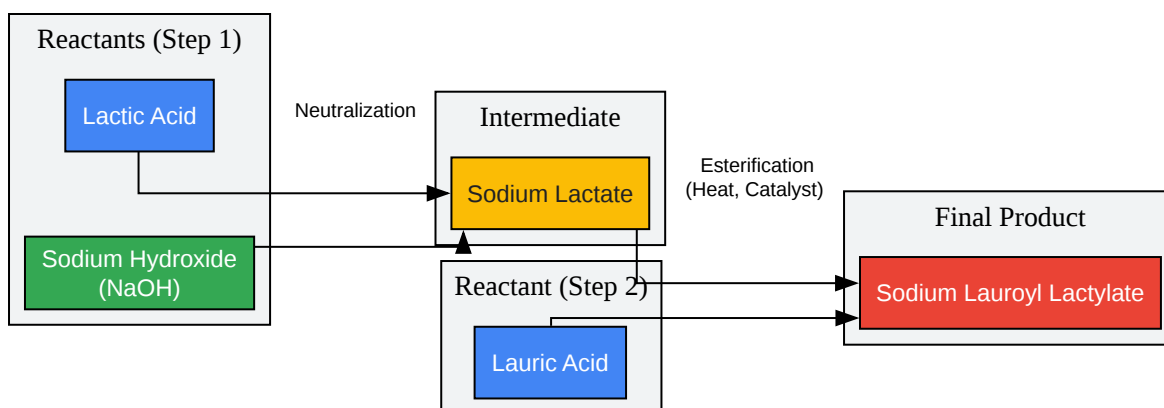 Reactants (Step 1)
Lactic Acid
Sodium Hydroxide
(NaOH)
Neutralization
Intermediate
Sodium Lactate
Reactant (Step 2)
Lauric Acid
Esterification
(Heat, Catalyst)
Final Product
Sodium Lauroyl Lactylate